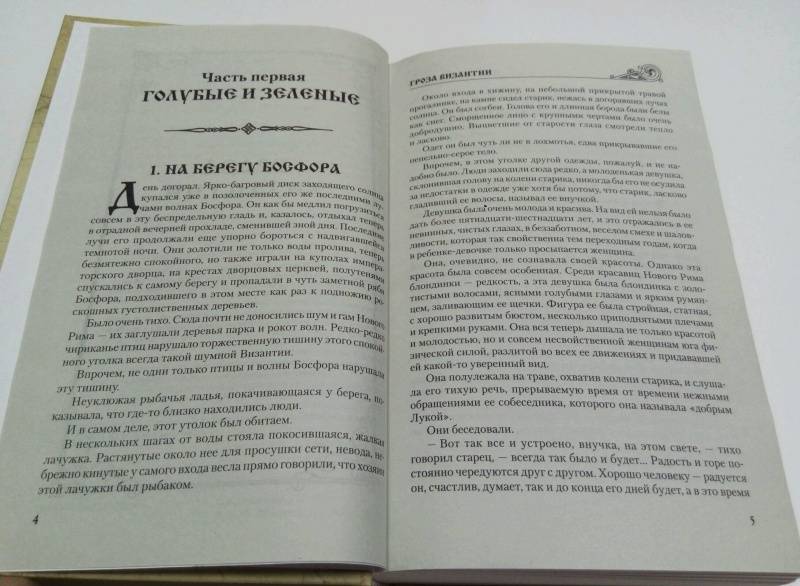 Часть первая
ГОЛУБЫЕ И ЗЕЛЕНЫЕ
1. НА БЕРЕГУ БОСФОРА
День догорал. Ярко-багровый диск заходящего солнца
купался уже в позолоченных его же последними лу-
чами волнах Босфора. Он как бы медлил погрузиться
совсем в эту беспредельную гладь и, казалось, отдыхал теперь
в отрадной вечерней прохладе, сменившей зной дня. Последние
лучи его продолжали еще упорно бороться с надвигавшейся
темнотой ночи. Они золотили не только воды пролива, теперь
безмятежно спокойного, но также играли на куполах импера-
торского дворца, на крестах дворцовых церквей, полутенями
спускались к самому берегу и пропадали в чуть заметной ряби
Босфора, подходившего в этом месте как раз к подножию ро-
скошных густолиственных деревьев.
Было очень тихо. Сюда почти не доносились шум и гам Нового
Рима — их заглушали деревья парка и рокот волн. Редко-редко
чириканье птиц нарушало торжественную тишину этого спокой-
ного уголка всегда такой шумной Византии.
Впрочем, не одни только птицы и волны Босфора нарушали
эту тишину.
Неуклюжая рыбачья ладья, покачивающаяся у берега, по-
казывала, что где-то близко находились люди.
И в самом деле, этот уголок был обитаем.
В нескольких шагах от воды стояла покосившаяся, жалкая
лачужка. Растянутые около нее для просушки сети, невода, не-
брежно кинутые у самого входа весла прямо говорили, что хозяин
этой лачужки был рыбаком.
4
ГРОЗА ВИЗАНТИИ
Около входа в хижину, на небольшой прикрытой травой
прогалинке, на камне сидел старик, нежась в догоравших лучах
солнца. Он был согбен. Голова его и длинная борода были белы
как снег. Сморщенное лицо с крупными чертами было очень
добродушно. Выцветшие от старости глаза смотрели тепло
и ласково.
Одет он был чуть ли не в лохмотья, едва прикрывавшие его
пепельно-серое тело.
Впрочем, в этом уголке другой одежды, пожалуй, и не на-
добно было. Люди заходили сюда редко, а молоденькая девушка,
склонившая голову на колени старика, никогда бы его не осудила
за недостатки в одежде уже хотя бы потому, что старик, ласково
гладивший ее волосы, называл ее внучкой.
Девушка была очень молода и красива. На вид ей нельзя было
дать более пятнадцати-шестнадцати лет, и это отражалось в ее
невинных, чистых глазах, в беззаботном, веселом смехе и шалов-
ливости, которая так свойственна тем переходным годам, когда
в ребенке-девочке только просыпается женщина.
Она, очевидно, не сознавала своей красоты. Однако эта
красота была совсем особенная. Среди красавиц Нового Рима
блондинки — редкость, а эта девушка была блондинка с золо-
тистыми волосами, ясными голубыми глазами и ярким румян-
цем, заливающим ее щечки. Фигура ее была стройная, статная,
с хорошо развитым бюстом, несколько приподнятыми плечами
и крепкими руками. Она вся теперь дышала не только красотой
и молодостью, но и совсем несвойственной женщинам юга фи-
зической силой, разлитой во всех ее движениях и придававшей
ей какой-то уверенный вид.
Она полулежала на траве, охватив колени старика, и слуша-
ла его тихую речь, прерываемую время от времени нежными
обращениями ее собеседника, которого она называла «добрым
Лукой».
Они беседовали.
— Вот так все и устроено, внучка, на этом свете, — тихо
говорил старец, — всегда так было и будет... Радость и горе по-
стоянно чередуются друг с другом. Хорошо человеку — радуется
он, счастлив, думает, так и до конца его дней будет, а в это время
5